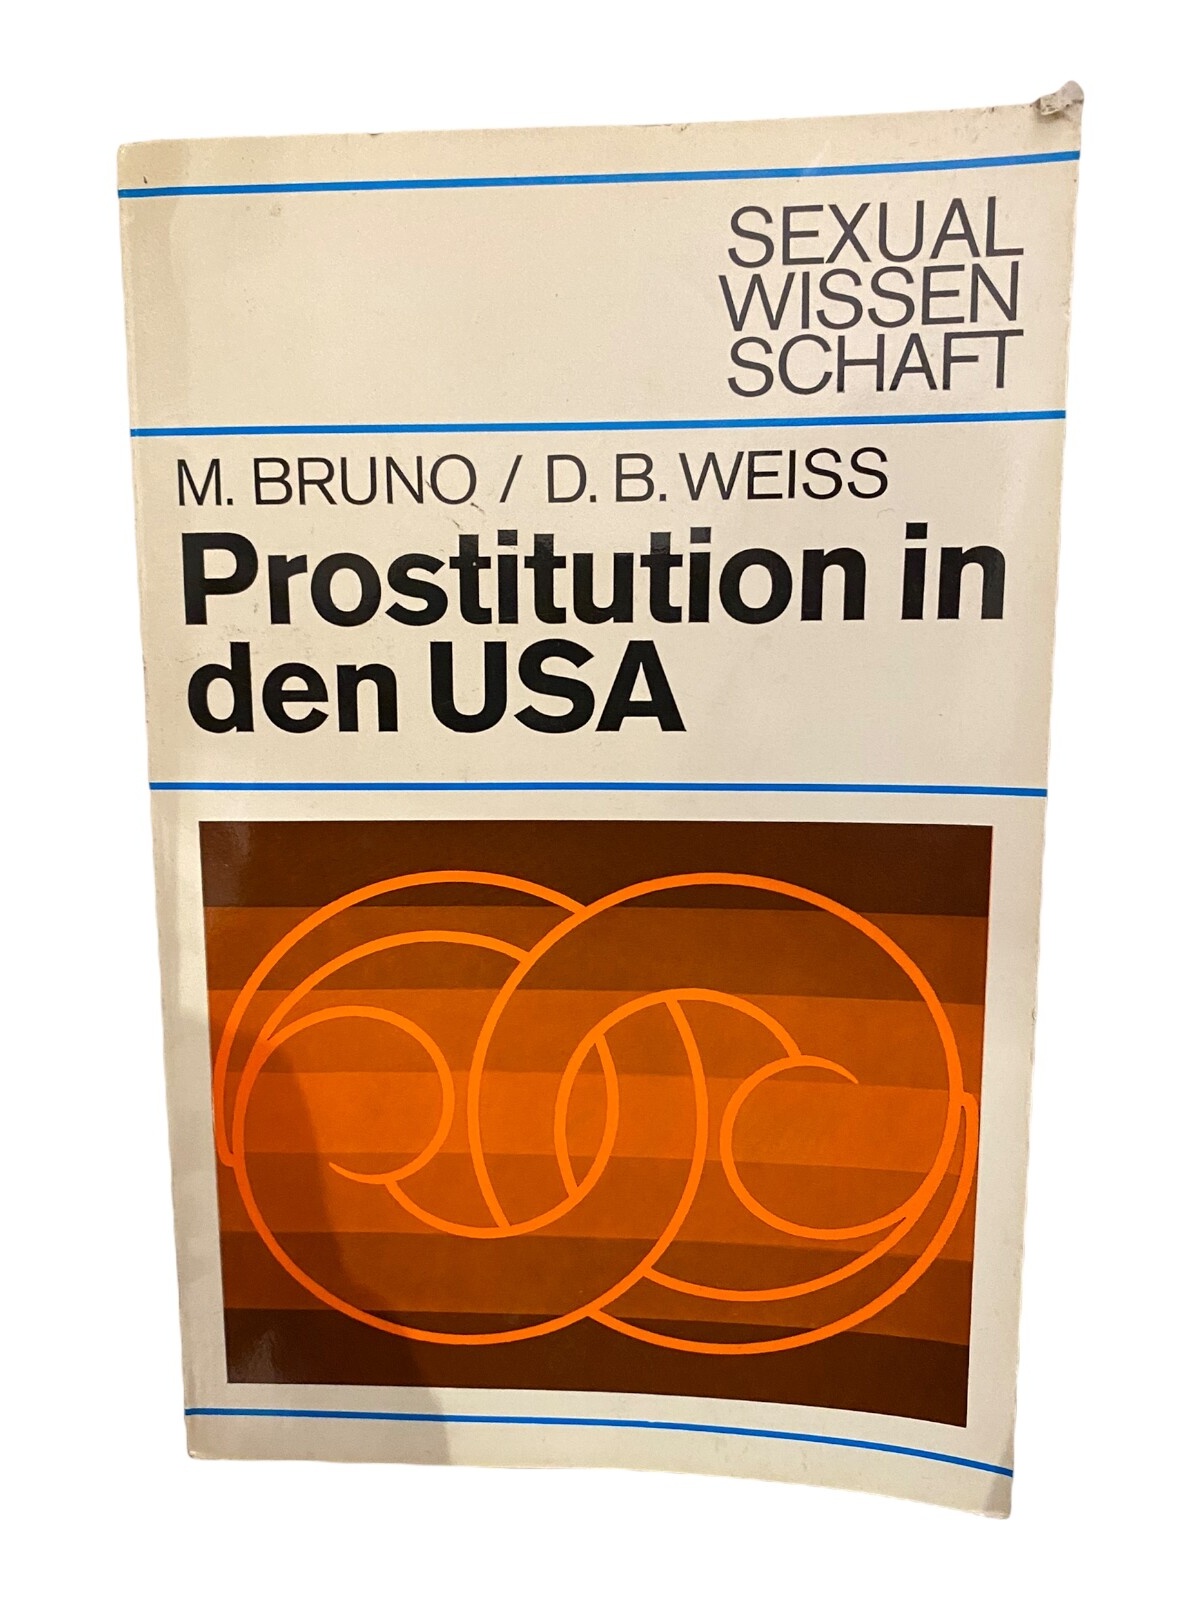 SEXUAL
WISSEN
SCHAFT
M. BRUNO / D. B. WEISS
Prostitution in
den USA